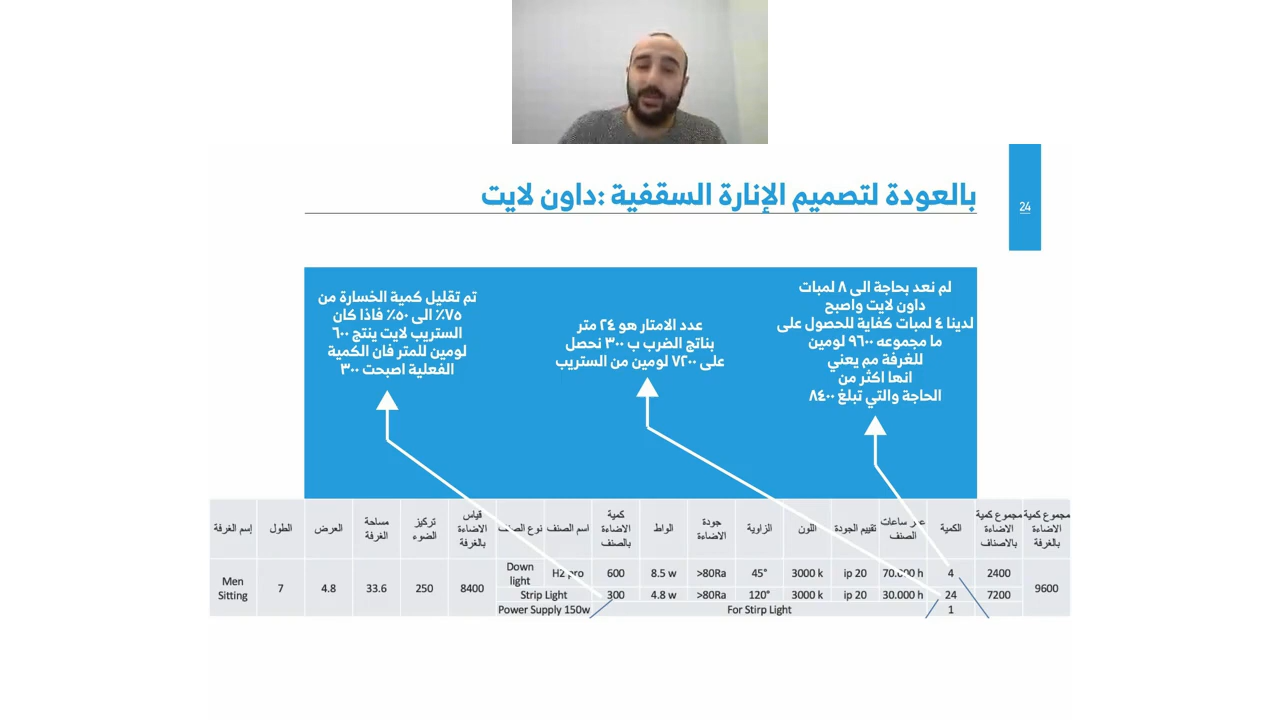 بالعودة لتصميم الإنارة السقفية :داون لايت
24
لم نعد بحاجة الى ٨ لمبات
داون لايت واصبح
لدينا ٤ لمبات كفاية للحصول على
ما مجموعه ٩٦٠٠ لومين
للغرفة مم يعني
انها اكثر من
الحاجة والتي تبلغ ٨٤٠٠
عدد الامتار هو ٢٤ متر
بناتج الضرب ب ٣٠٠ نحصل
على ٧٢٠٠ لومين من الستريب
تم تقليل كمية الخسارة من
٧٥٪ الى ٥٠٪ فاذا كان
الستريب لايت ينتج ٦٠٠
لومين للمتر فان الكمية
الفعلية اصبحت ٣٠٠
إسم الغرفة
الطول
العرض
مساحة
الغرفة
تركيز
الضوء
قياس
الاضاءة
بالغرفة
نوع الصنف
اسم الصنف
كمية
الاضاءة
بالصنف
الواط
جودة
الاضاءة
الزاوية
اللون
تقييم الجودة
ساعات
الصنف
الكمية
مجموع كمية
الاضاءة
بالاصناف
مجموع كمية
الاضاءة
بالغرفة
Men
Sitting
7
4.8
33.6
250
8400
Down
light
H2 pro
600
8.5 w
>80Ra
45°
3000 k
ip 20
70.000 h
4
2400
9600
Strip Light
300
4.8 w
>80Ra
120°
3000 k
ip 20
30.000 h
24
7200
Power Supply 150w
For Stirp Light
1